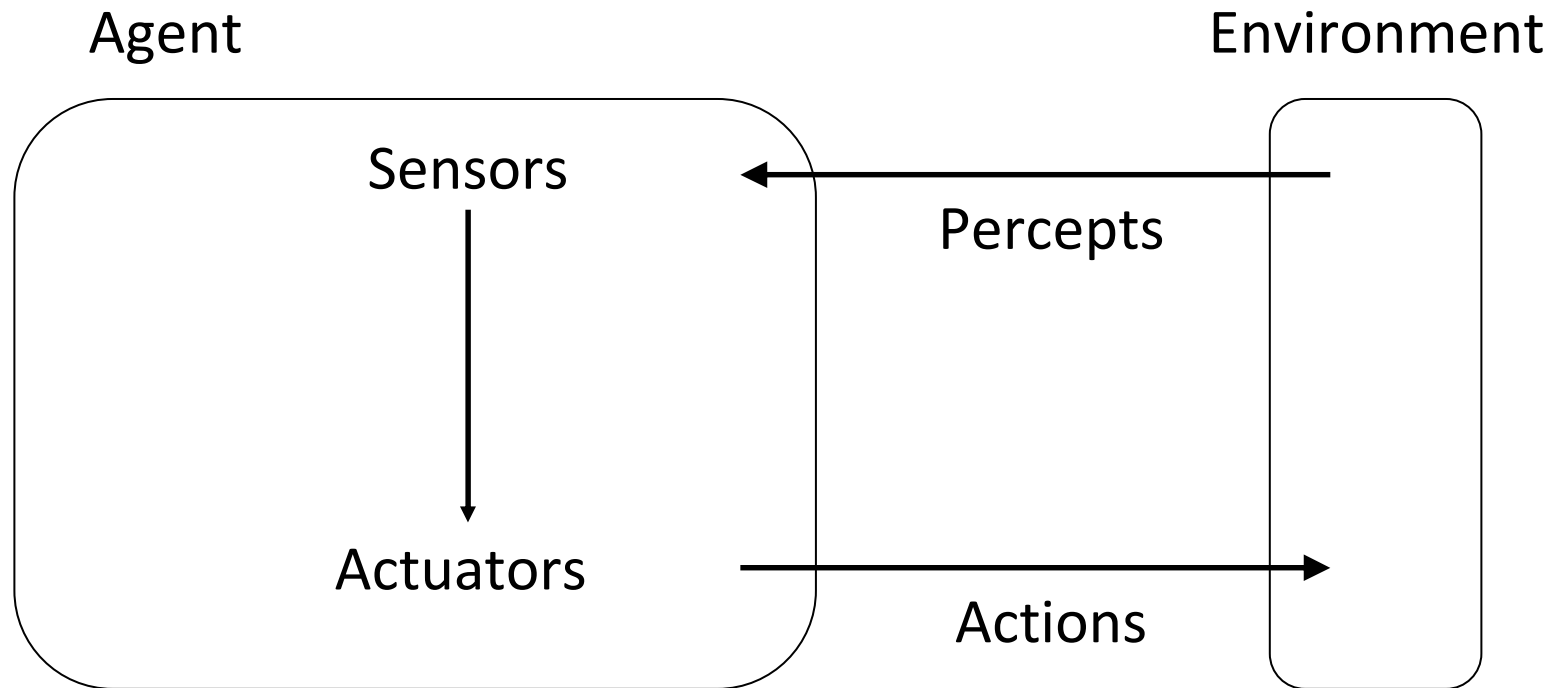 Agent
Environment
Sensors
Percepts
Actuators
Actions